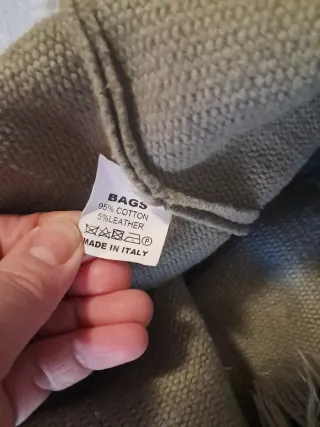 BAGS
95% COTTON
5%LEATHER
P
MADE IN ITALY